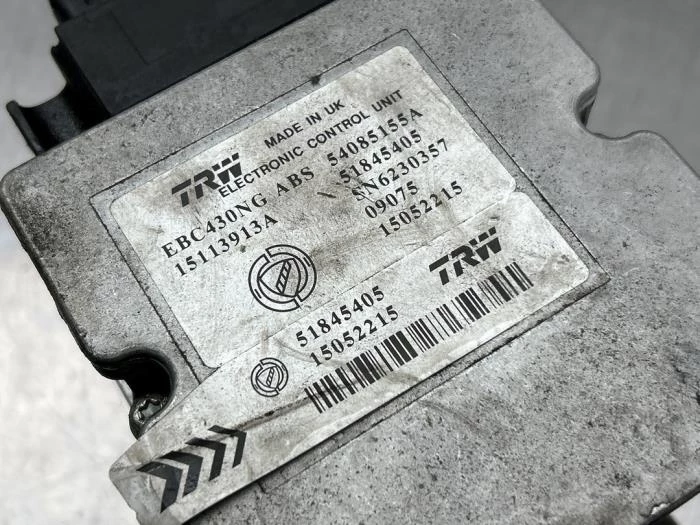 TRW
MADE IN UK
ELECTRONIC CONTROL UNIT
EBC430NG ABS 54085155A
15113913A 51845405
SN6230357
09075
15052215
TRW
51845405
15052215